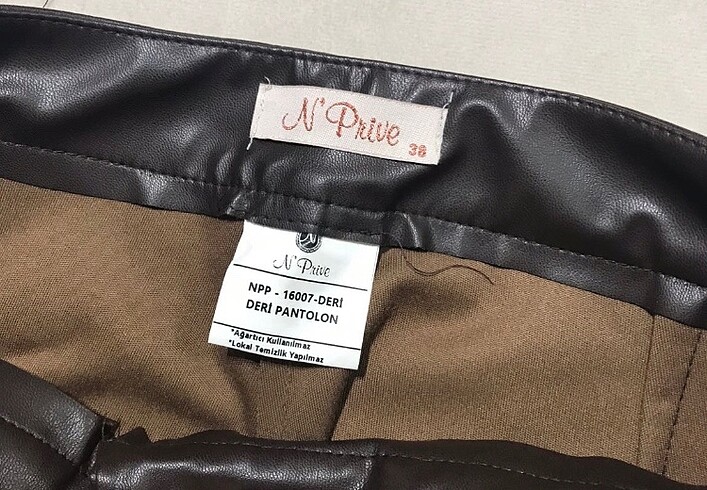 N' Prive
38
N' Prive
NPP - 16007-DERİ
DERİ PANTOLON
*Ağartıcı Kullanılmaz
*Lokal Temizlik Yapılmaz